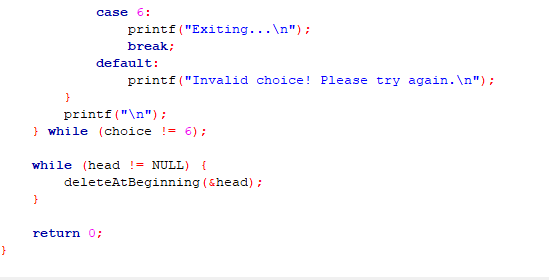 case 6:
printf("Exiting...\n");
break;
default:
printf("Invalid choice! Please try again.\n");
}
printf("\n");
} while (choice != 6);
while (head != NULL) {
deleteAtBeginning(&head);
}
return 0;
}